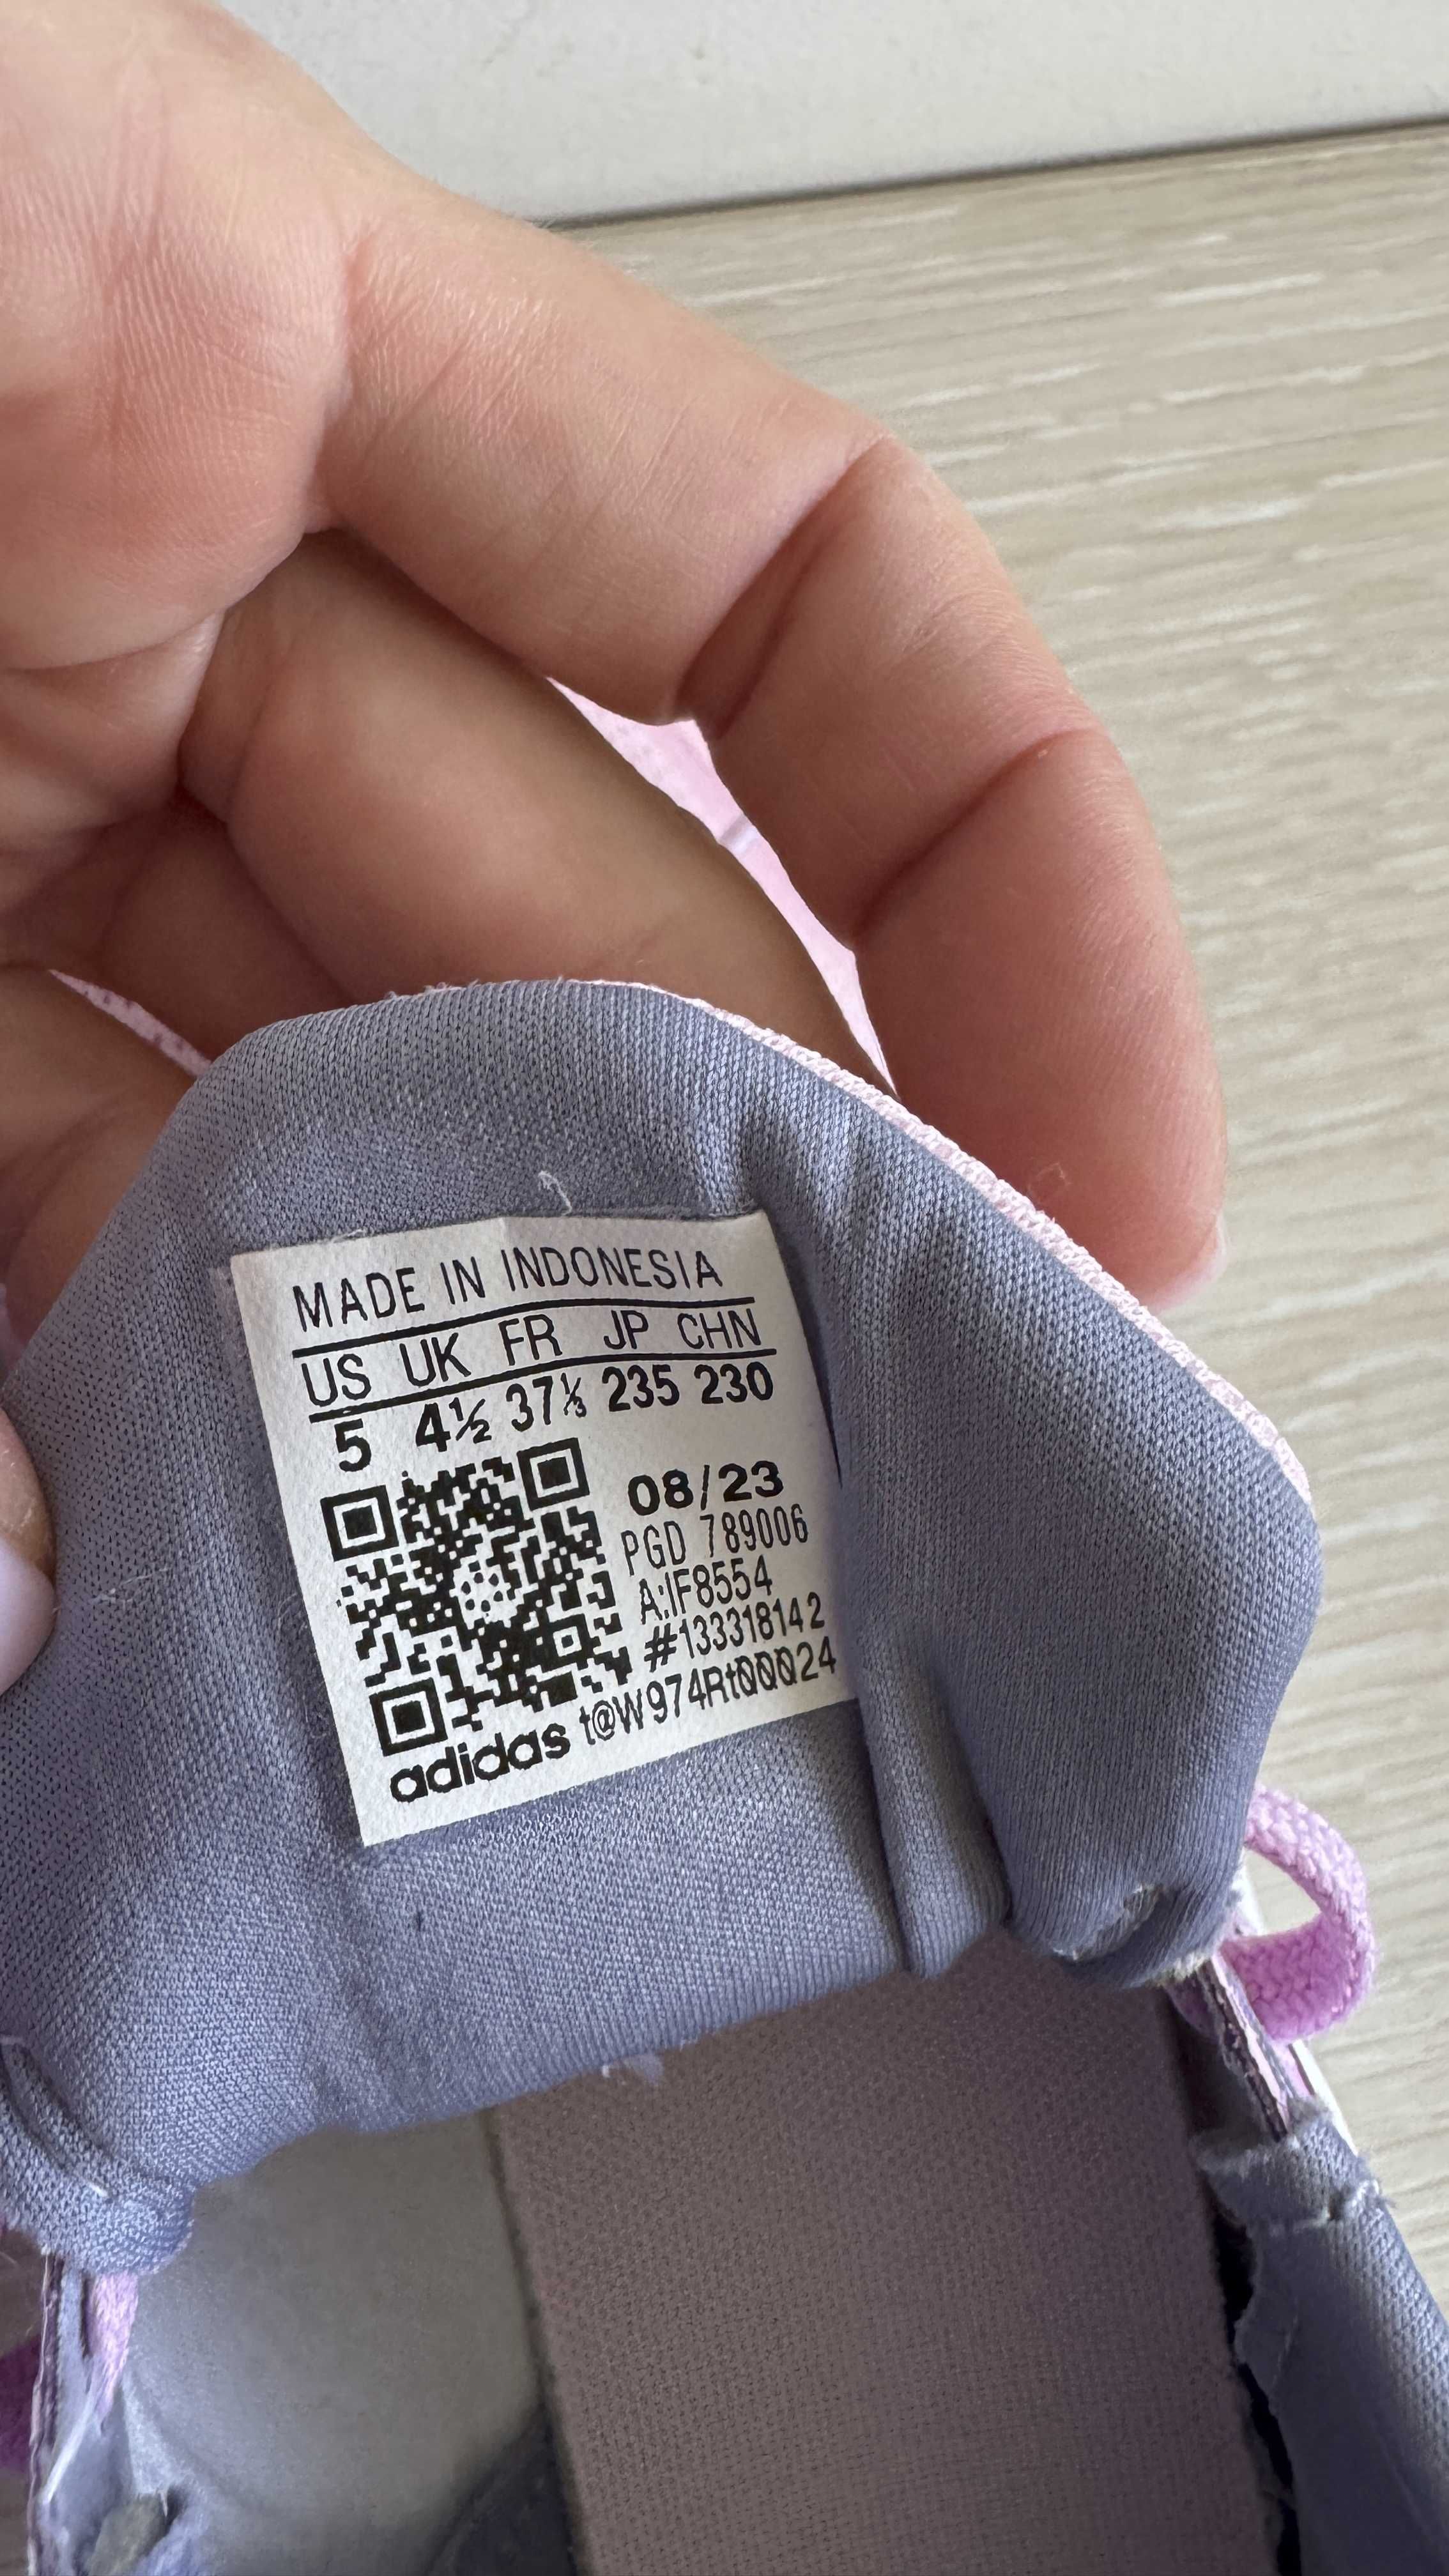 MADE IN INDONESIA
US UK FR JP CHN
5 4½ 37⅓ 235 230
08/23
PGD 789006
A:IF8554
#133318142
adidas t@W974Rt00024